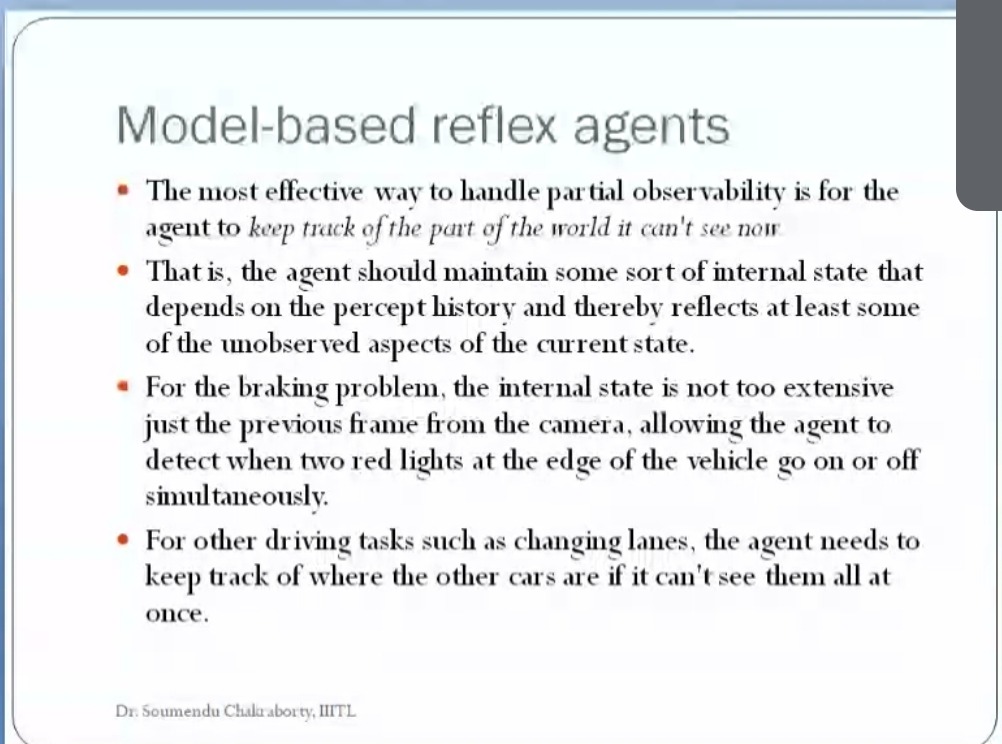 Model-based reflex agents
• The most effective way to handle partial observability is for the
agent to keep track of the part of the world it can't see now.
• That is, the agent should maintain some sort of internal state that
depends on the percept history and thereby reflects at least some
of the unobserved aspects of the current state.
• For the braking problem, the internal state is not too extensive
just the previous frame from the camera, allowing the agent to
detect when two red lights at the edge of the vehicle go on or off
simultaneously.
• For other driving tasks such as changing lanes, the agent needs to
keep track of where the other cars are if it can't see them all at
once.
Dr. Soumendu Chakraborty, IIITL